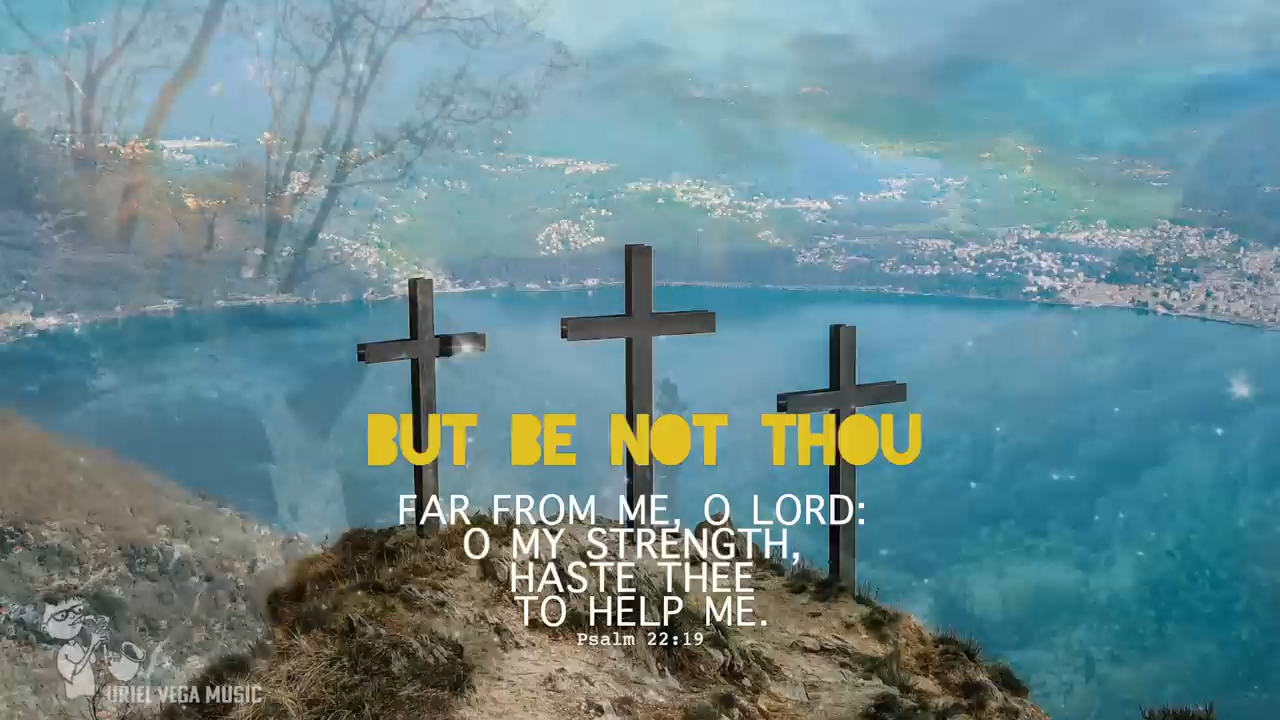 BUT BE NOT THOU
FAR FROM ME, O LORD:
O MY STRENGTH,
HASTE THEE
TO HELP ME.
Psalm 22:19
URIEL VEGA MUSIC